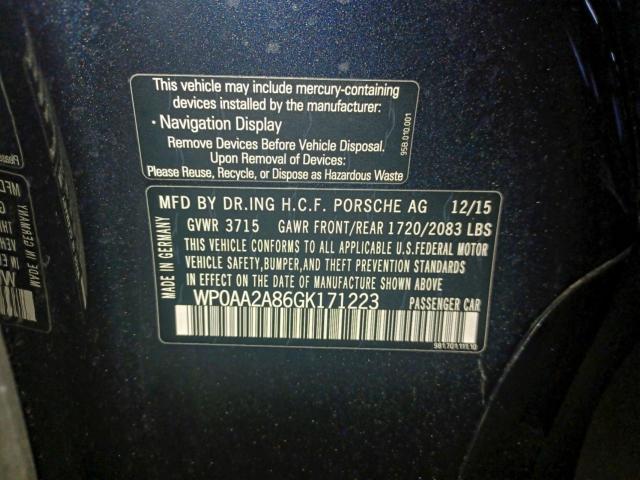 This vehicle may include mercury-containing
devices installed by the manufacturer:
• Navigation Display
Remove Devices Before Vehicle Disposal.
Upon Removal of Devices:
Please Reuse, Recycle, or Dispose as Hazardous Waste
95B.010.001
MFD BY DR.ING H.C.F. PORSCHE AG 12/15
GVWR 3715 GAWR FRONT/REAR 1720/2083 LBS
THIS VEHICLE CONFORMS TO ALL APPLICABLE U.S.FEDERAL MOTOR
VEHICLE SAFETY,BUMPER,AND THEFT PREVENTION STANDARDS
IN EFFECT ON THE DATE OF MANUFACTURE SHOWN ABOVE.
WP0AA2A86GK171223 PASSENGER CAR
MADE IN GERMANY